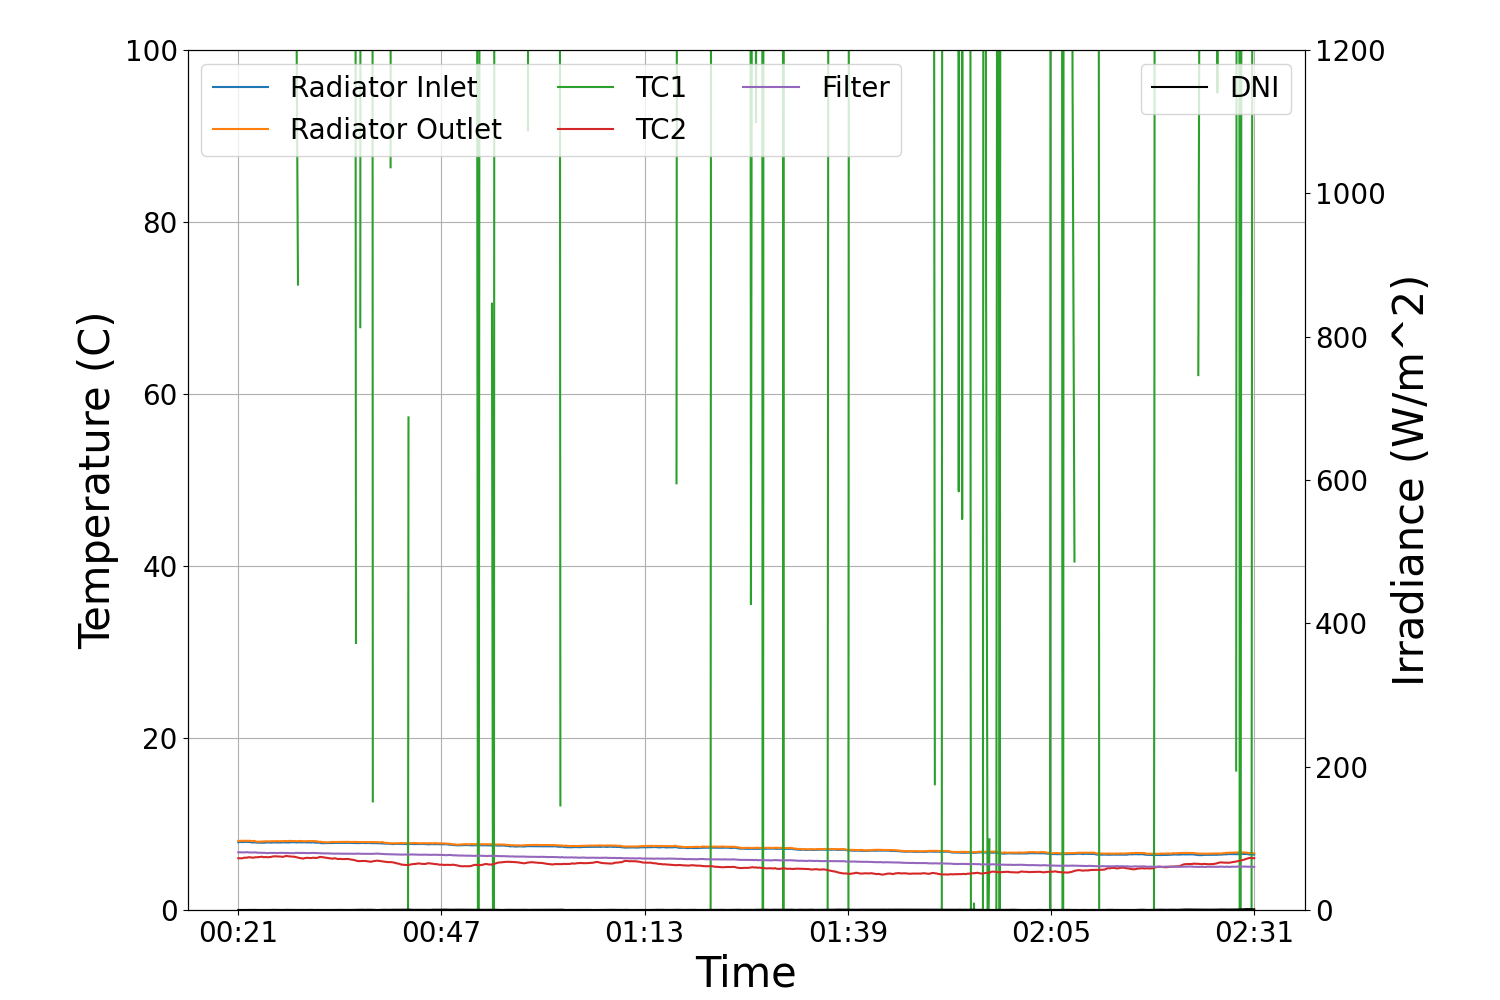 100
80
60
40
20
0
Temperature (C)
Radiator Inlet
Radiator Outlet
TC1
TC2
Filter
DNI
1200
1000
800
600
400
200
0
Irradiance (W/m^2)
00:21 00:47 01:13 01:39 02:05 02:31
Time